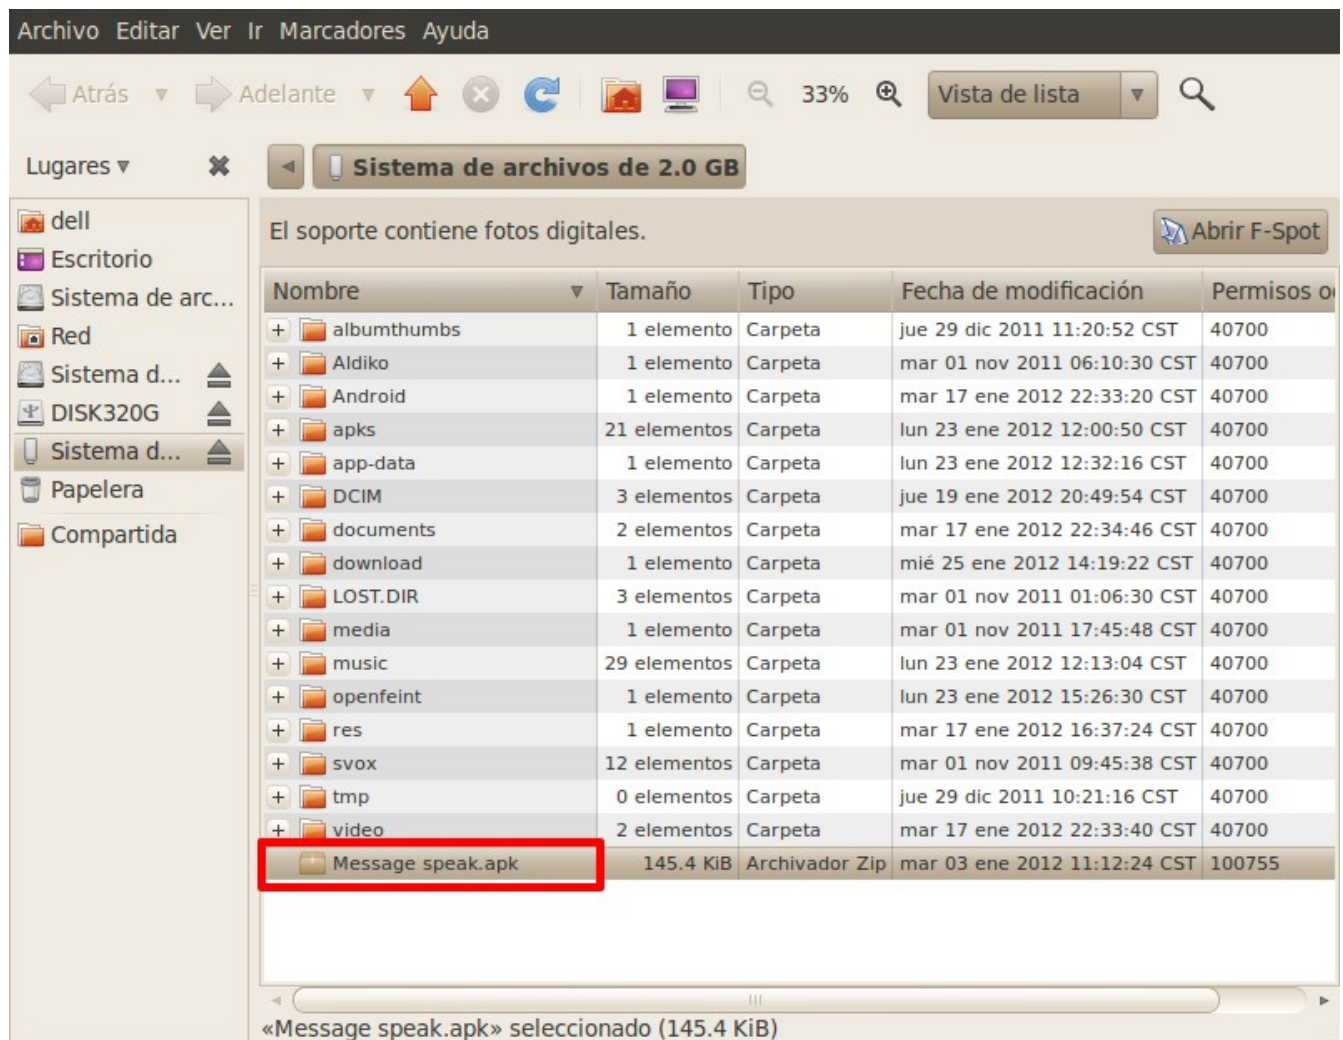 Archivo Editar Ver Ir Marcadores Ayuda
Atrás Adelante 33% Vista de lista
Lugares
Sistema de archivos de 2.0 GB
dell
Escritorio
Sistema de arc...
Red
Sistema d...
DISK320G
Sistema d...
Papelera
Compartida
El soporte contiene fotos digitales. Abrir F-Spot
Nombre Tamaño Tipo Fecha de modificación Permisos o
albumthumbs 1 elemento Carpeta jue 29 dic 2011 11:20:52 CST 40700
Aldiko 1 elemento Carpeta mar 01 nov 2011 06:10:30 CST 40700
Android 1 elemento Carpeta mar 17 ene 2012 22:33:20 CST 40700
apks 21 elementos Carpeta lun 23 ene 2012 12:00:50 CST 40700
app-data 1 elemento Carpeta lun 23 ene 2012 12:32:16 CST 40700
DCIM 3 elementos Carpeta jue 19 ene 2012 20:49:54 CST 40700
documents 2 elementos Carpeta mar 17 ene 2012 22:34:46 CST 40700
download 1 elemento Carpeta mié 25 ene 2012 14:19:22 CST 40700
LOST.DIR 3 elementos Carpeta mar 01 nov 2011 01:06:30 CST 40700
media 1 elemento Carpeta mar 01 nov 2011 17:45:48 CST 40700
music 29 elementos Carpeta lun 23 ene 2012 12:13:04 CST 40700
openfeint 1 elemento Carpeta lun 23 ene 2012 15:26:30 CST 40700
res 1 elemento Carpeta mar 17 ene 2012 16:37:24 CST 40700
svox 12 elementos Carpeta mar 01 nov 2011 09:45:38 CST 40700
tmp 0 elementos Carpeta jue 29 dic 2011 10:21:16 CST 40700
video 2 elementos Carpeta mar 17 ene 2012 22:33:40 CST 40700
Message speak.apk 145.4 KiB Archivador Zip mar 03 ene 2012 11:12:24 CST 100755
«Message speak.apk» seleccionado (145.4 KiB)